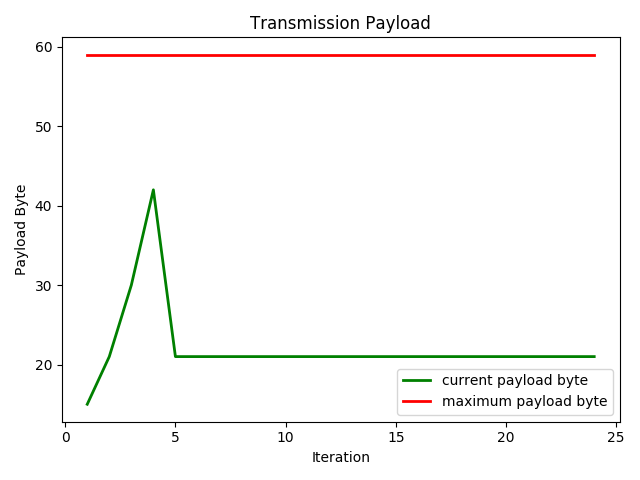 Transmission Payload
60
50
40
30
20
Payload Byte
current payload byte
maximum payload byte
0 5 10 15 20 25
Iteration